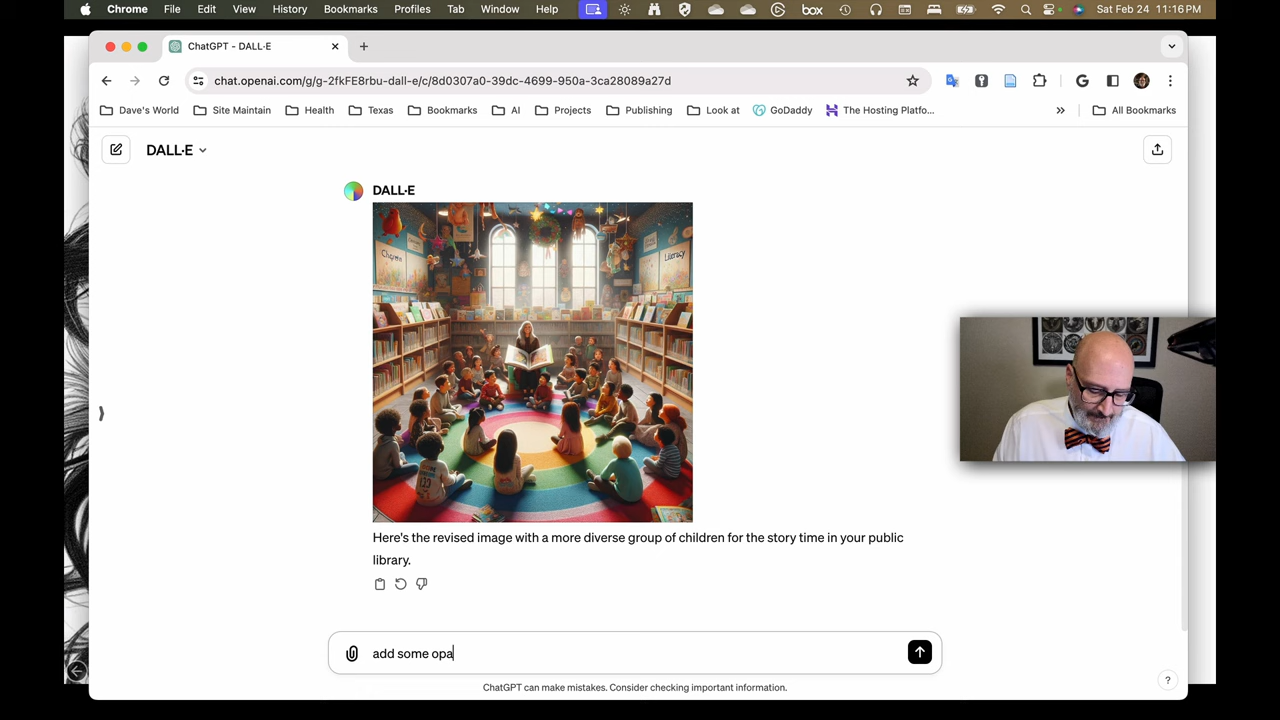 Chrome File Edit View History Bookmarks Profiles Tab Window Help box Sat Feb 24 11:16 PM
ChatGPT - DALL·E
chat.openai.com/g/g-2fkFE8rbu-dall-e/c/8d0307a0-39dc-4699-950a-3ca28089a27d
Dave's World Site Maintain Health Texas Bookmarks AI Projects Publishing Look at GoDaddy The Hosting Platfo... » All Bookmarks
DALL·E
DALL·E
Literacy
Here's the revised image with a more diverse group of children for the story time in your public
library.
add some opa
ChatGPT can make mistakes. Consider checking important information.
?